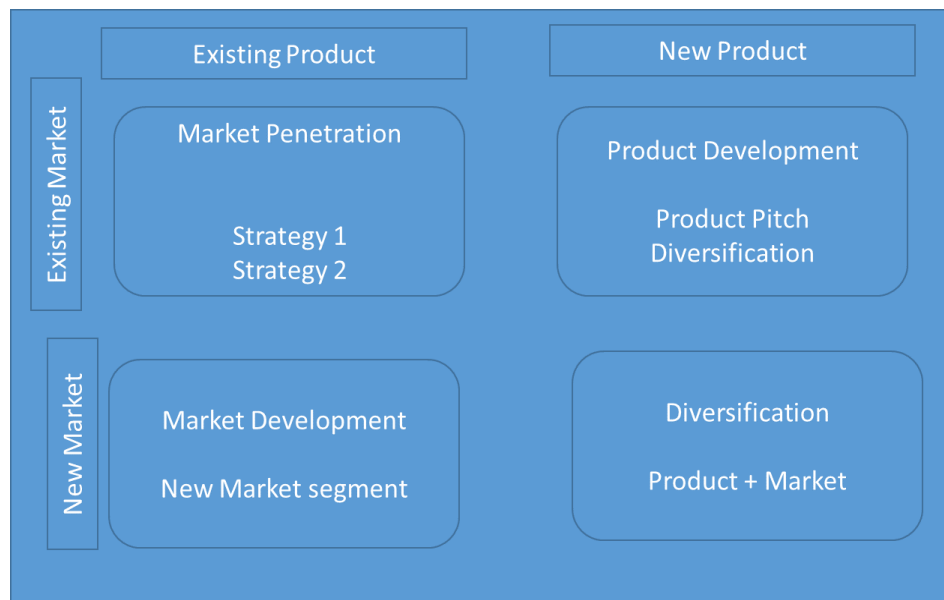 Existing Product
New Product
Existing Market
Market Penetration
Strategy 1
Strategy 2
Product Development
Product Pitch
Diversification
New Market
Market Development
New Market segment
Diversification
Product + Market